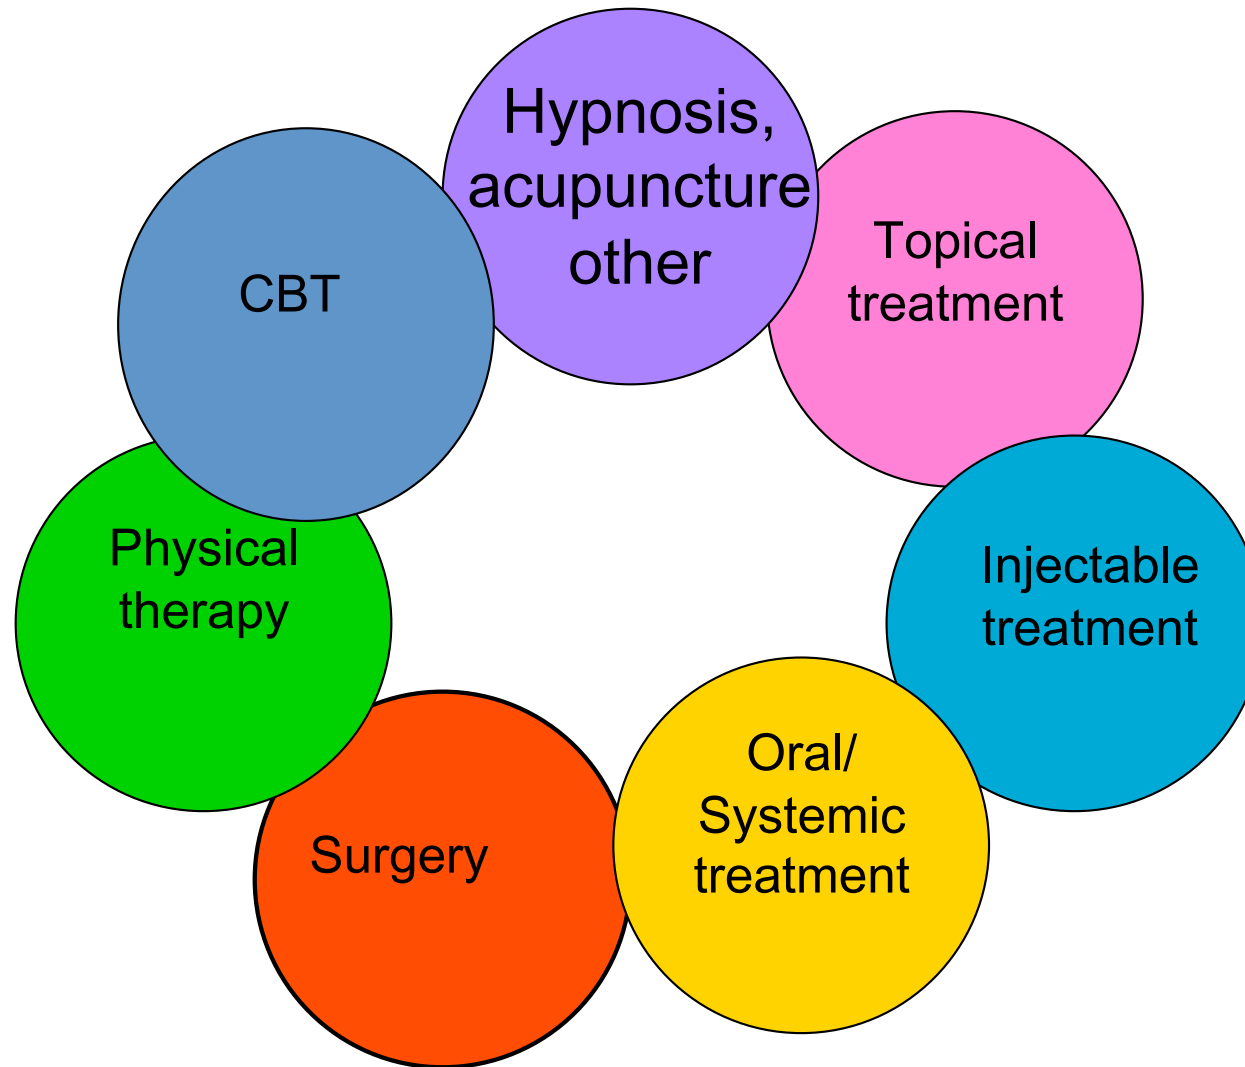 Hypnosis,
acupuncture
other
Topical
treatment
CBT
Injectable
treatment
Physical
therapy
Oral/
Systemic
treatment
Surgery